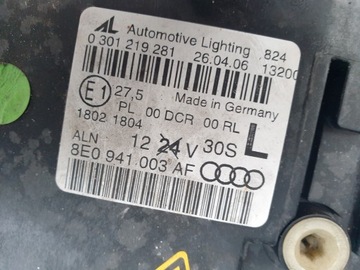 AL Automotive Lighting .824
0 301 219 281 26.04.06 13200
E1 27,5 Made in Germany
PL 00 DCR 00 RL
1802 1804
ALN 12 24 V 30S L
8E0 941 003 AF